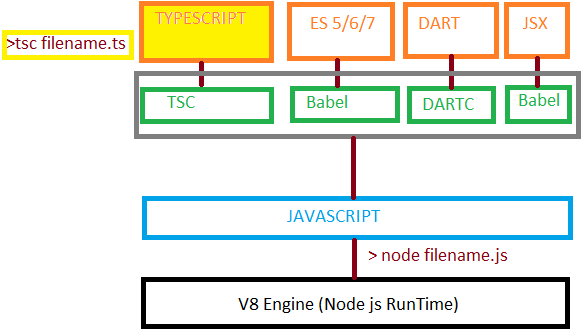 TYPESCRIPT
ES 5/6/7
DART
JSX
>tsc filename.ts
TSC
Babel
DARTC
Babel
JAVASCRIPT
> node filename.js
V8 Engine (Node js RunTime)